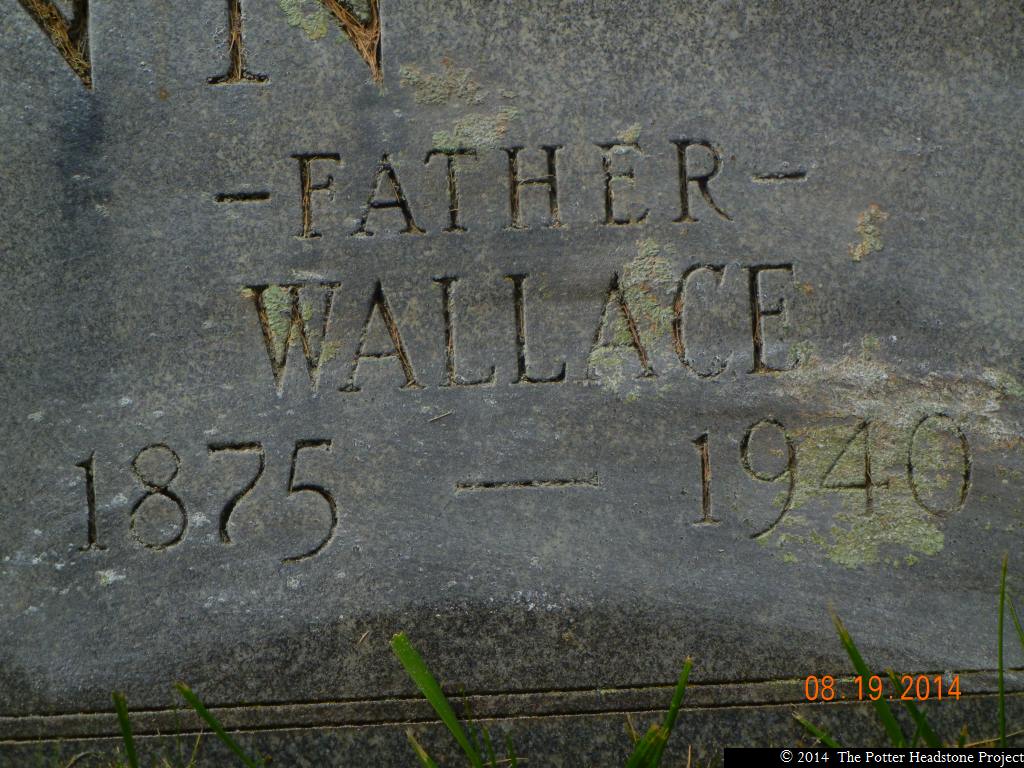 - FATHER -
WALLACE
1875 — 1940
08.19.2014
© 2014 The Potter Headstone Project